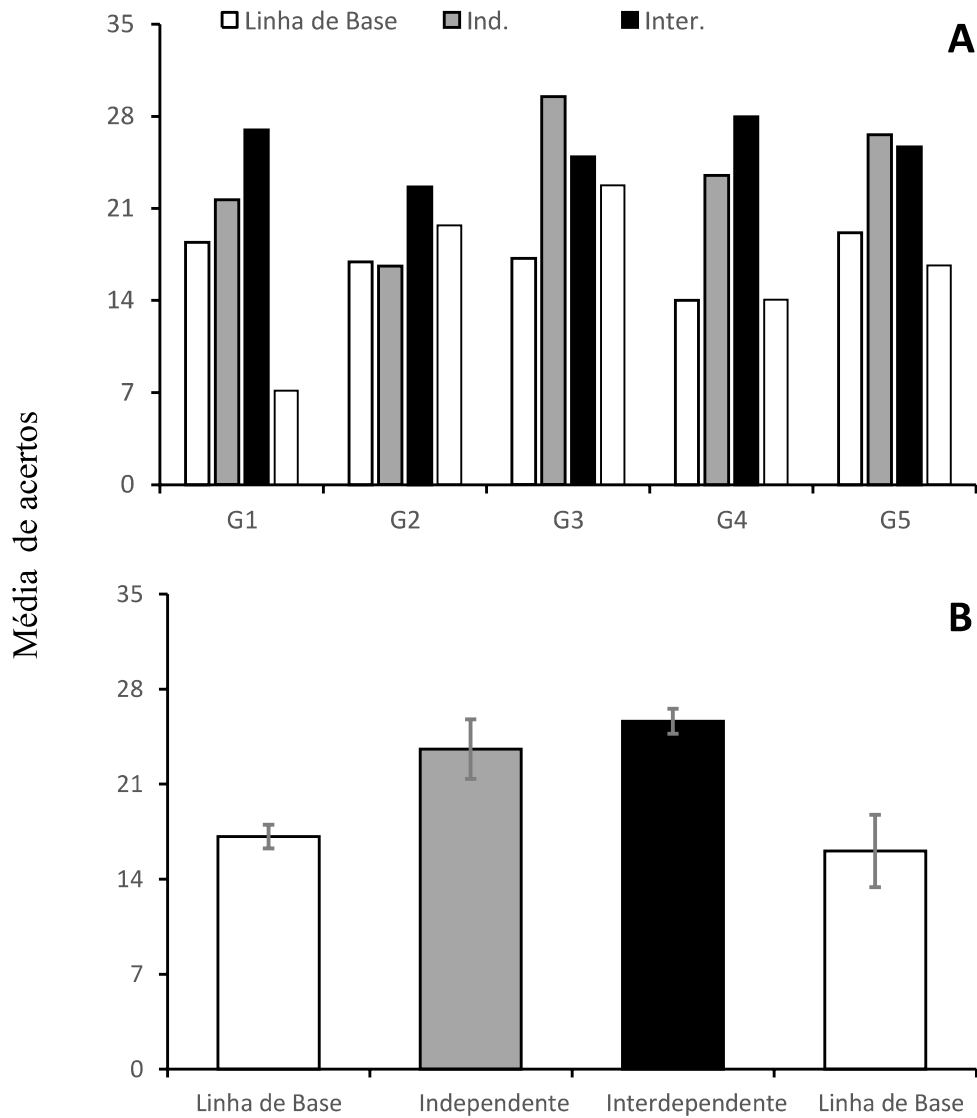 Linha de Base Ind. Inter.
A
35
28
21
14
7
0
G1 G2 G3 G4 G5
Média de acertos
B
35
28
21
14
7
0
Linha de Base Independente Interdependente Linha de Base